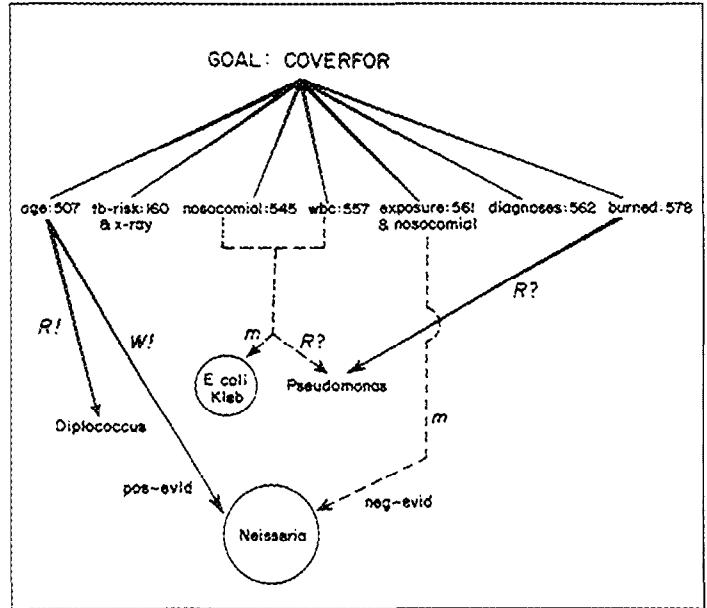 GOAL: COVERFOR
age:507 tb-risk:160 nosocomial:545 wbc:557 exposure:561 diagnoses:562 burned:578
& x-ray & nosocomial
R!
W!
R?
m
R?
E coli
Kleb
Pseudomonas
m
Diplococcus
pos-evid
neg-evid
Neisseria